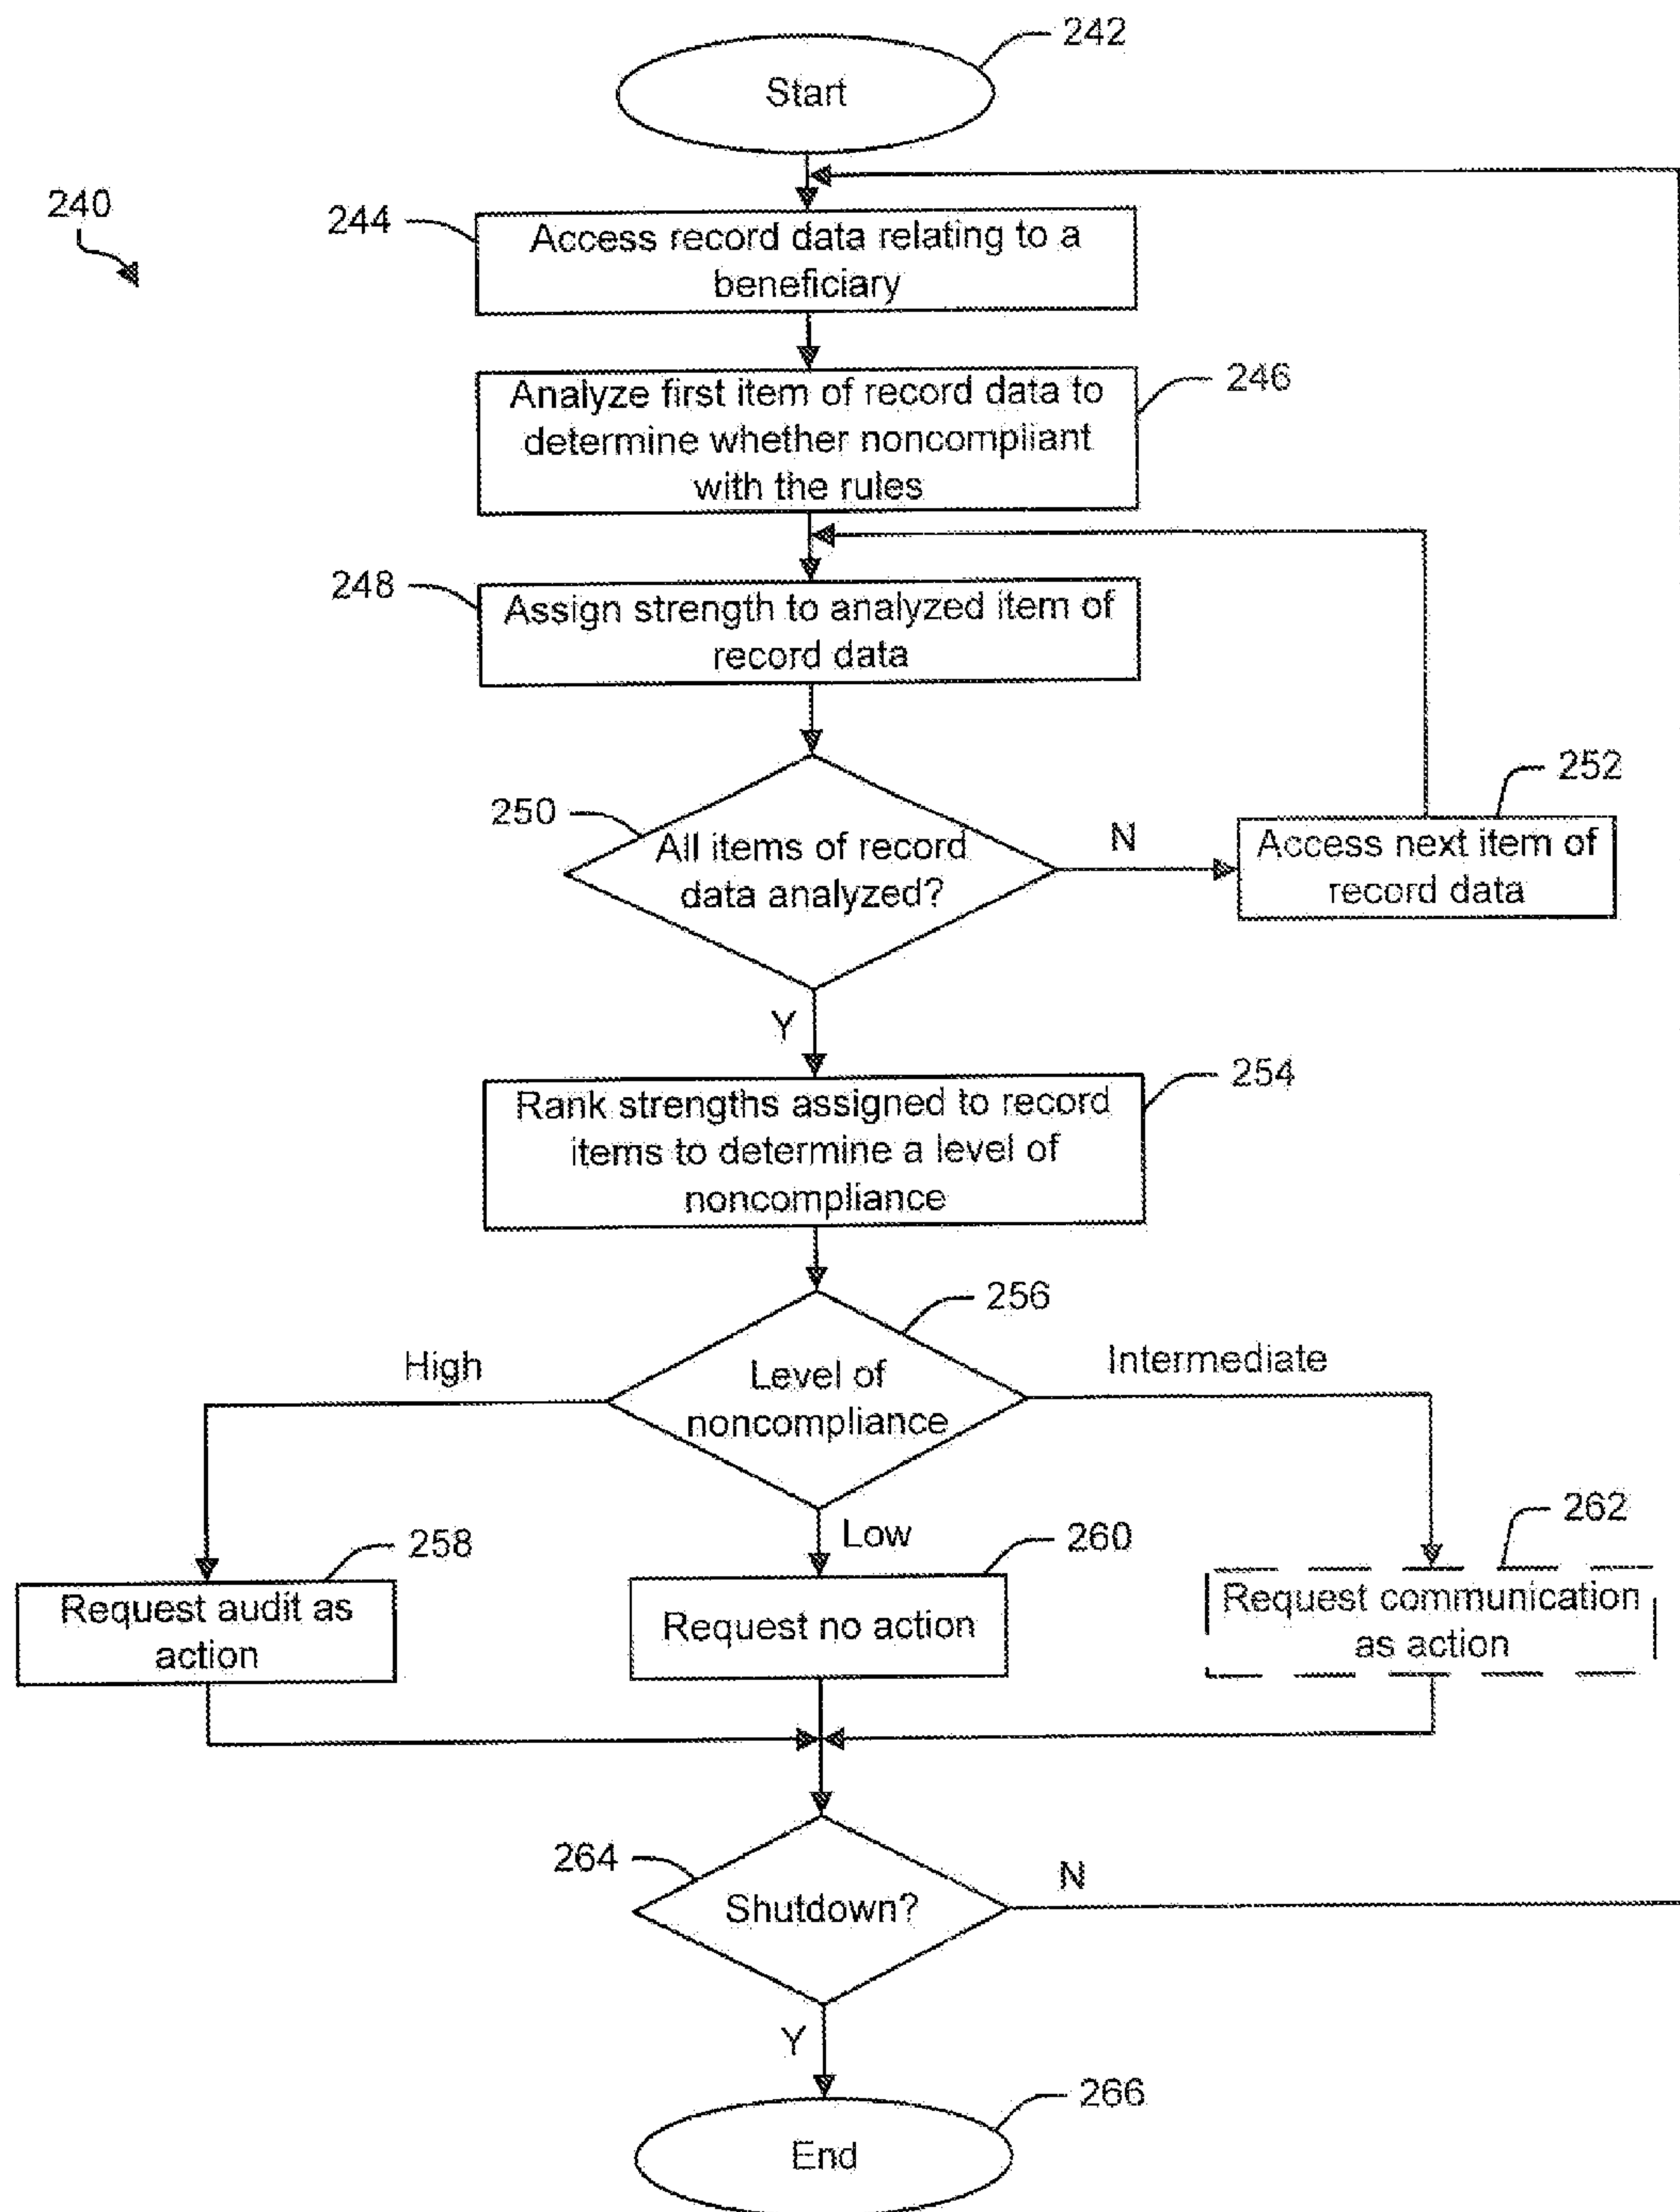 242
Start
240
244
Access record data relating to a
beneficiary
246
Analyze first item of record data to
determine whether noncompliant
with the rules
248
Assign strength to analyzed item of
record data
250
All items of record
data analyzed?
N
252
Access next item of
record data
Y
254
Rank strengths assigned to record
items to determine a level of
noncompliance
256
Level of
noncompliance
High
Intermediate
Low
258
Request audit as
action
260
Request no action
262
Request communication
as action
264
Shutdown?
N
Y
266
End